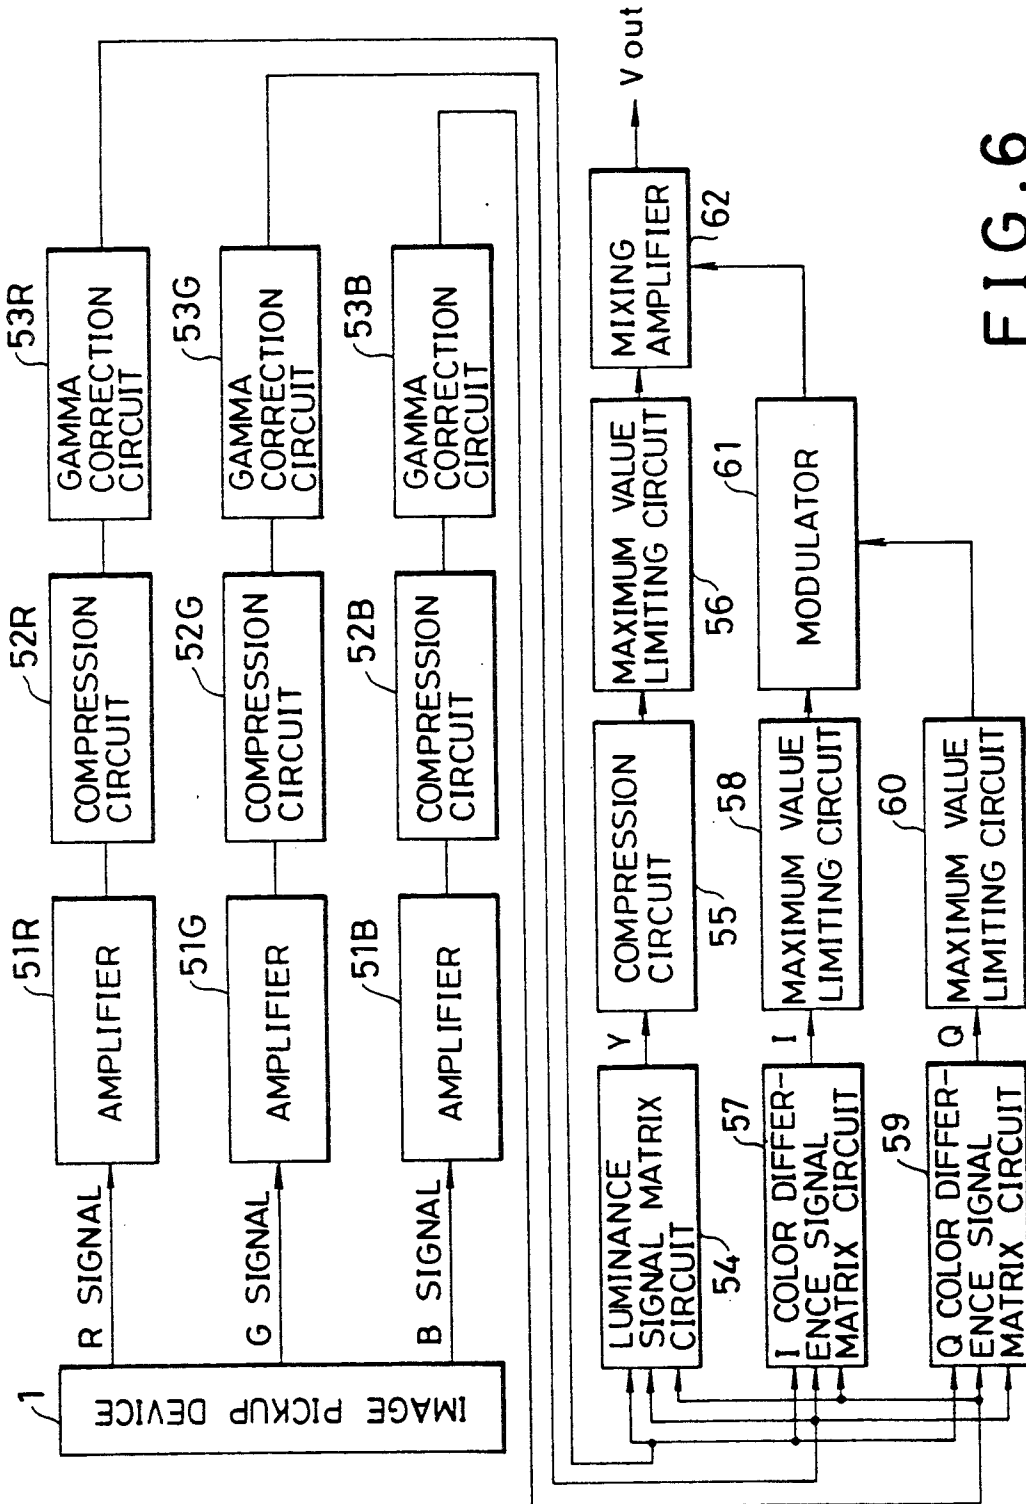 1
IMAGE PICKUP DEVICE
R SIGNAL
G SIGNAL
B SIGNAL
51R
AMPLIFIER
51G
AMPLIFIER
51B
AMPLIFIER
52R
COMPRESSION
CIRCUIT
52G
COMPRESSION
CIRCUIT
52B
COMPRESSION
CIRCUIT
53R
GAMMA
CORRECTION
CIRCUIT
53G
GAMMA
CORRECTION
CIRCUIT
53B
GAMMA
CORRECTION
CIRCUIT
LUMINANCE
SIGNAL MATRIX
CIRCUIT
54
Y
COMPRESSION
CIRCUIT
55
MAXIMUM VALUE
LIMITING CIRCUIT
56
MIXING
AMPLIFIER
62
V out
57
I COLOR DIFFER-
ENCE SIGNAL
MATRIX CIRCUIT
I
58
MAXIMUM VALUE
LIMITING CIRCUIT
61
MODULATOR
59
Q COLOR DIFFER-
ENCE SIGNAL
MATRIX CIRCUIT
Q
60
MAXIMUM VALUE
LIMITING CIRCUIT
FIG.6